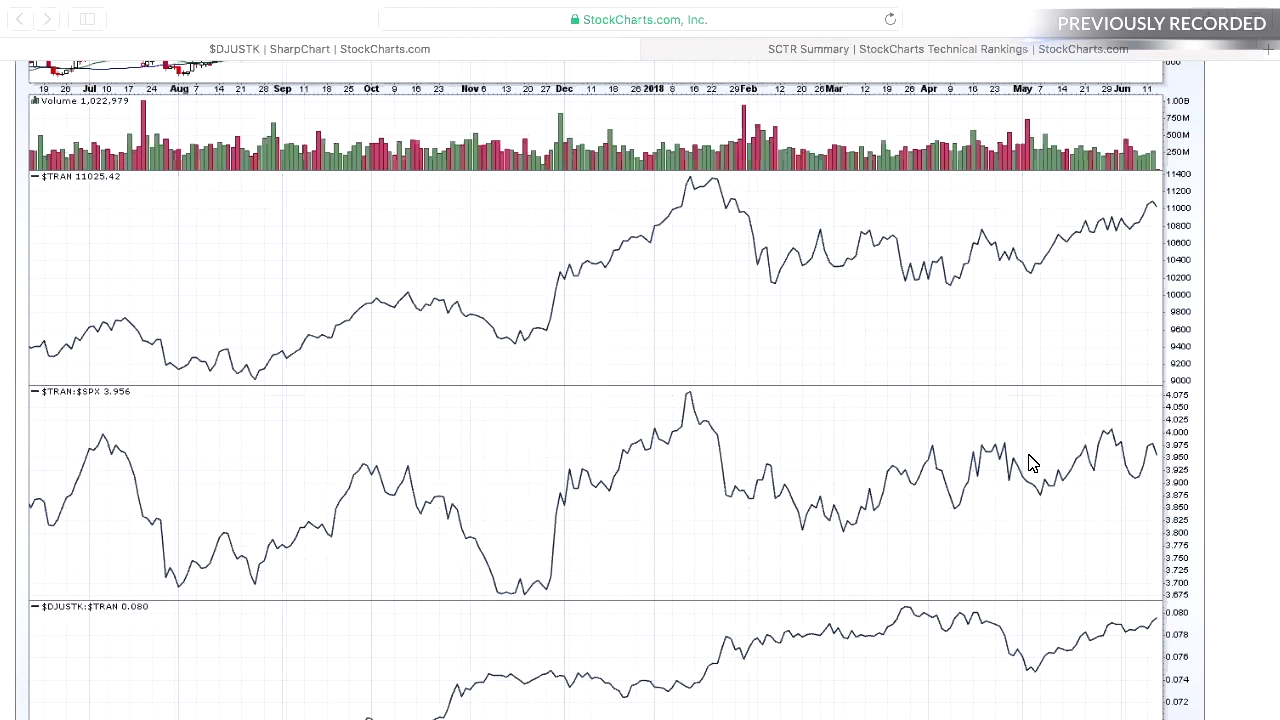 StockCharts.com, Inc.
PREVIOUSLY RECORDED
$DJUSTK | SharpChart | StockCharts.com
SCTR Summary | StockCharts Technical Rankings | StockCharts.com
800
19 26 Jul 10 17 24 Aug 7 14 21 28 Sep 11 18 25 Oct 9 16 23 Nov 6 13 20 27 Dec 11 18 26 2018 8 16 22 Feb 12 20 26 Mar 12 19 26 Apr 9 16 23 May 7 14 21 29 Jun 11
Volume 1,022,979
1.00B
750M
500M
250M
$TRAN 11025.42
11400
11200
11000
10800
10600
10400
10200
10000
9800
9600
9400
9200
9000
$TRAN:$SPX 3.956
4.075
4.050
4.025
4.000
3.975
3.950
3.925
3.900
3.875
3.850
3.825
3.800
3.775
3.750
3.725
3.700
3.675
$DJUSTK:$TRAN 0.080
0.080
0.078
0.076
0.074
0.072